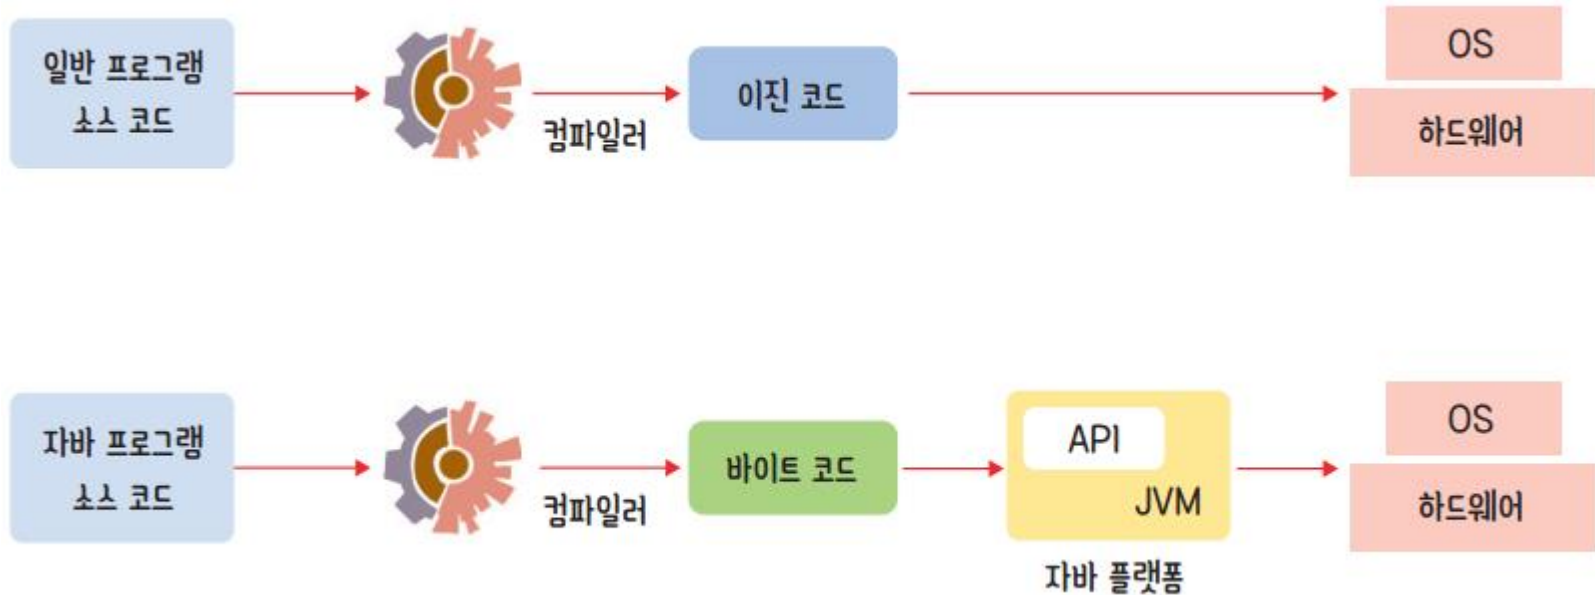 일반 프로그램
소스 코드
컴파일러
이진 코드
OS
하드웨어
자바 프로그램
소스 코드
컴파일러
바이트 코드
API
JVM
자바 플랫폼
OS
하드웨어